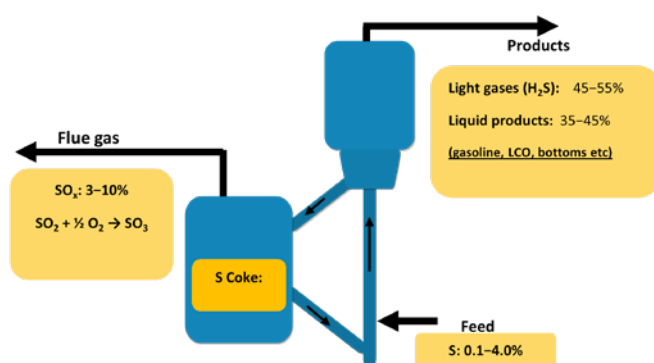 Products
Light gases (H₂S): 45–55%
Liquid products: 35–45%
(gasoline, LCO, bottoms etc)
Flue gas
SOₓ: 3–10%
SO₂ + ½ O₂ → SO₃
S Coke:
Feed
S: 0.1–4.0%